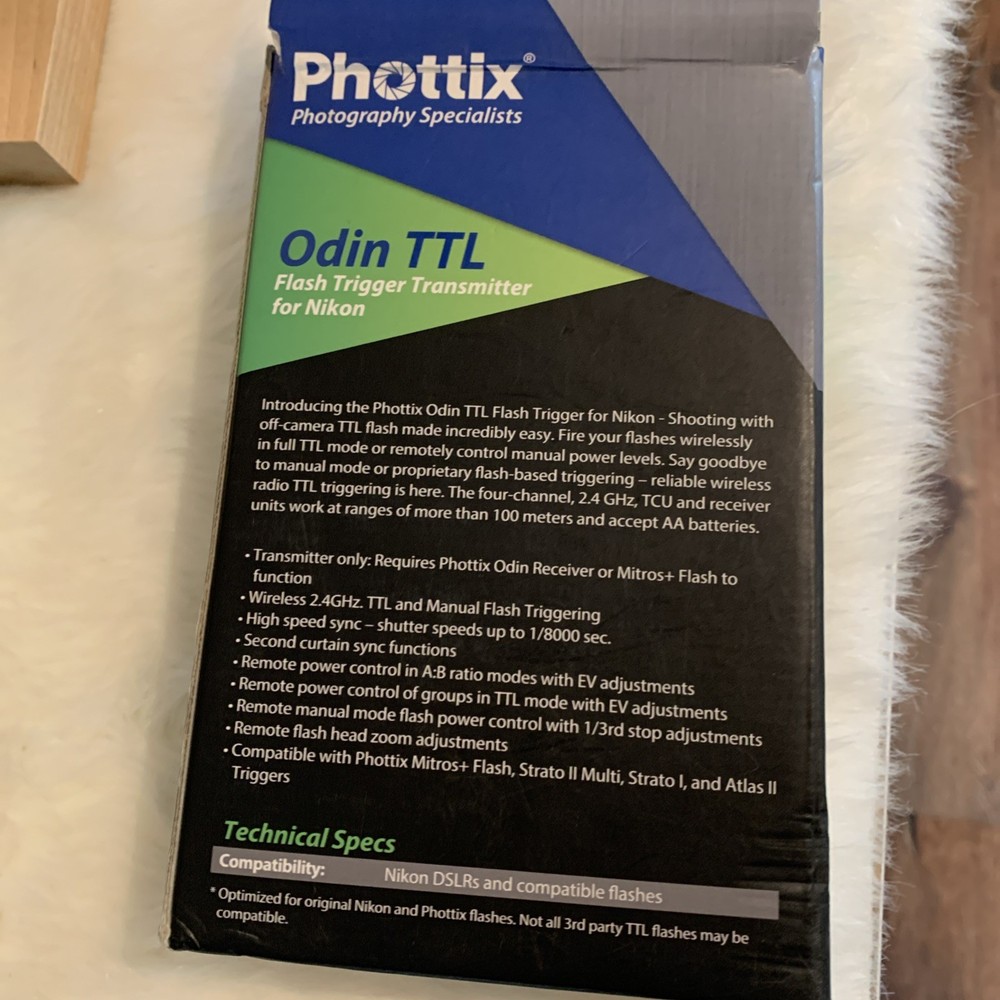 Phottix®
Photography Specialists
Odin TTL
Flash Trigger Transmitter
for Nikon
Introducing the Phottix Odin TTL Flash Trigger for Nikon - Shooting with
off-camera TTL flash made incredibly easy. Fire your flashes wirelessly
in full TTL mode or remotely control manual power levels. Say goodbye
to manual mode or proprietary flash-based triggering – reliable wireless
radio TTL triggering is here. The four-channel, 2.4 GHz, TCU and receiver
units work at ranges of more than 100 meters and accept AA batteries.
• Transmitter only: Requires Phottix Odin Receiver or Mitros+ Flash to
function
• Wireless 2.4GHz. TTL and Manual Flash Triggering
• High speed sync – shutter speeds up to 1/8000 sec.
• Second curtain sync functions
• Remote power control in A:B ratio modes with EV adjustments
• Remote power control of groups in TTL mode with EV adjustments
• Remote manual mode flash power control with 1/3rd stop adjustments
• Remote flash head zoom adjustments
• Compatible with Phottix Mitros+ Flash, Strato II Multi, Strato I, and Atlas II
Triggers
Technical Specs
Compatibility: Nikon DSLRs and compatible flashes
* Optimized for original Nikon and Phottix flashes. Not all 3rd party TTL flashes may be
compatible.